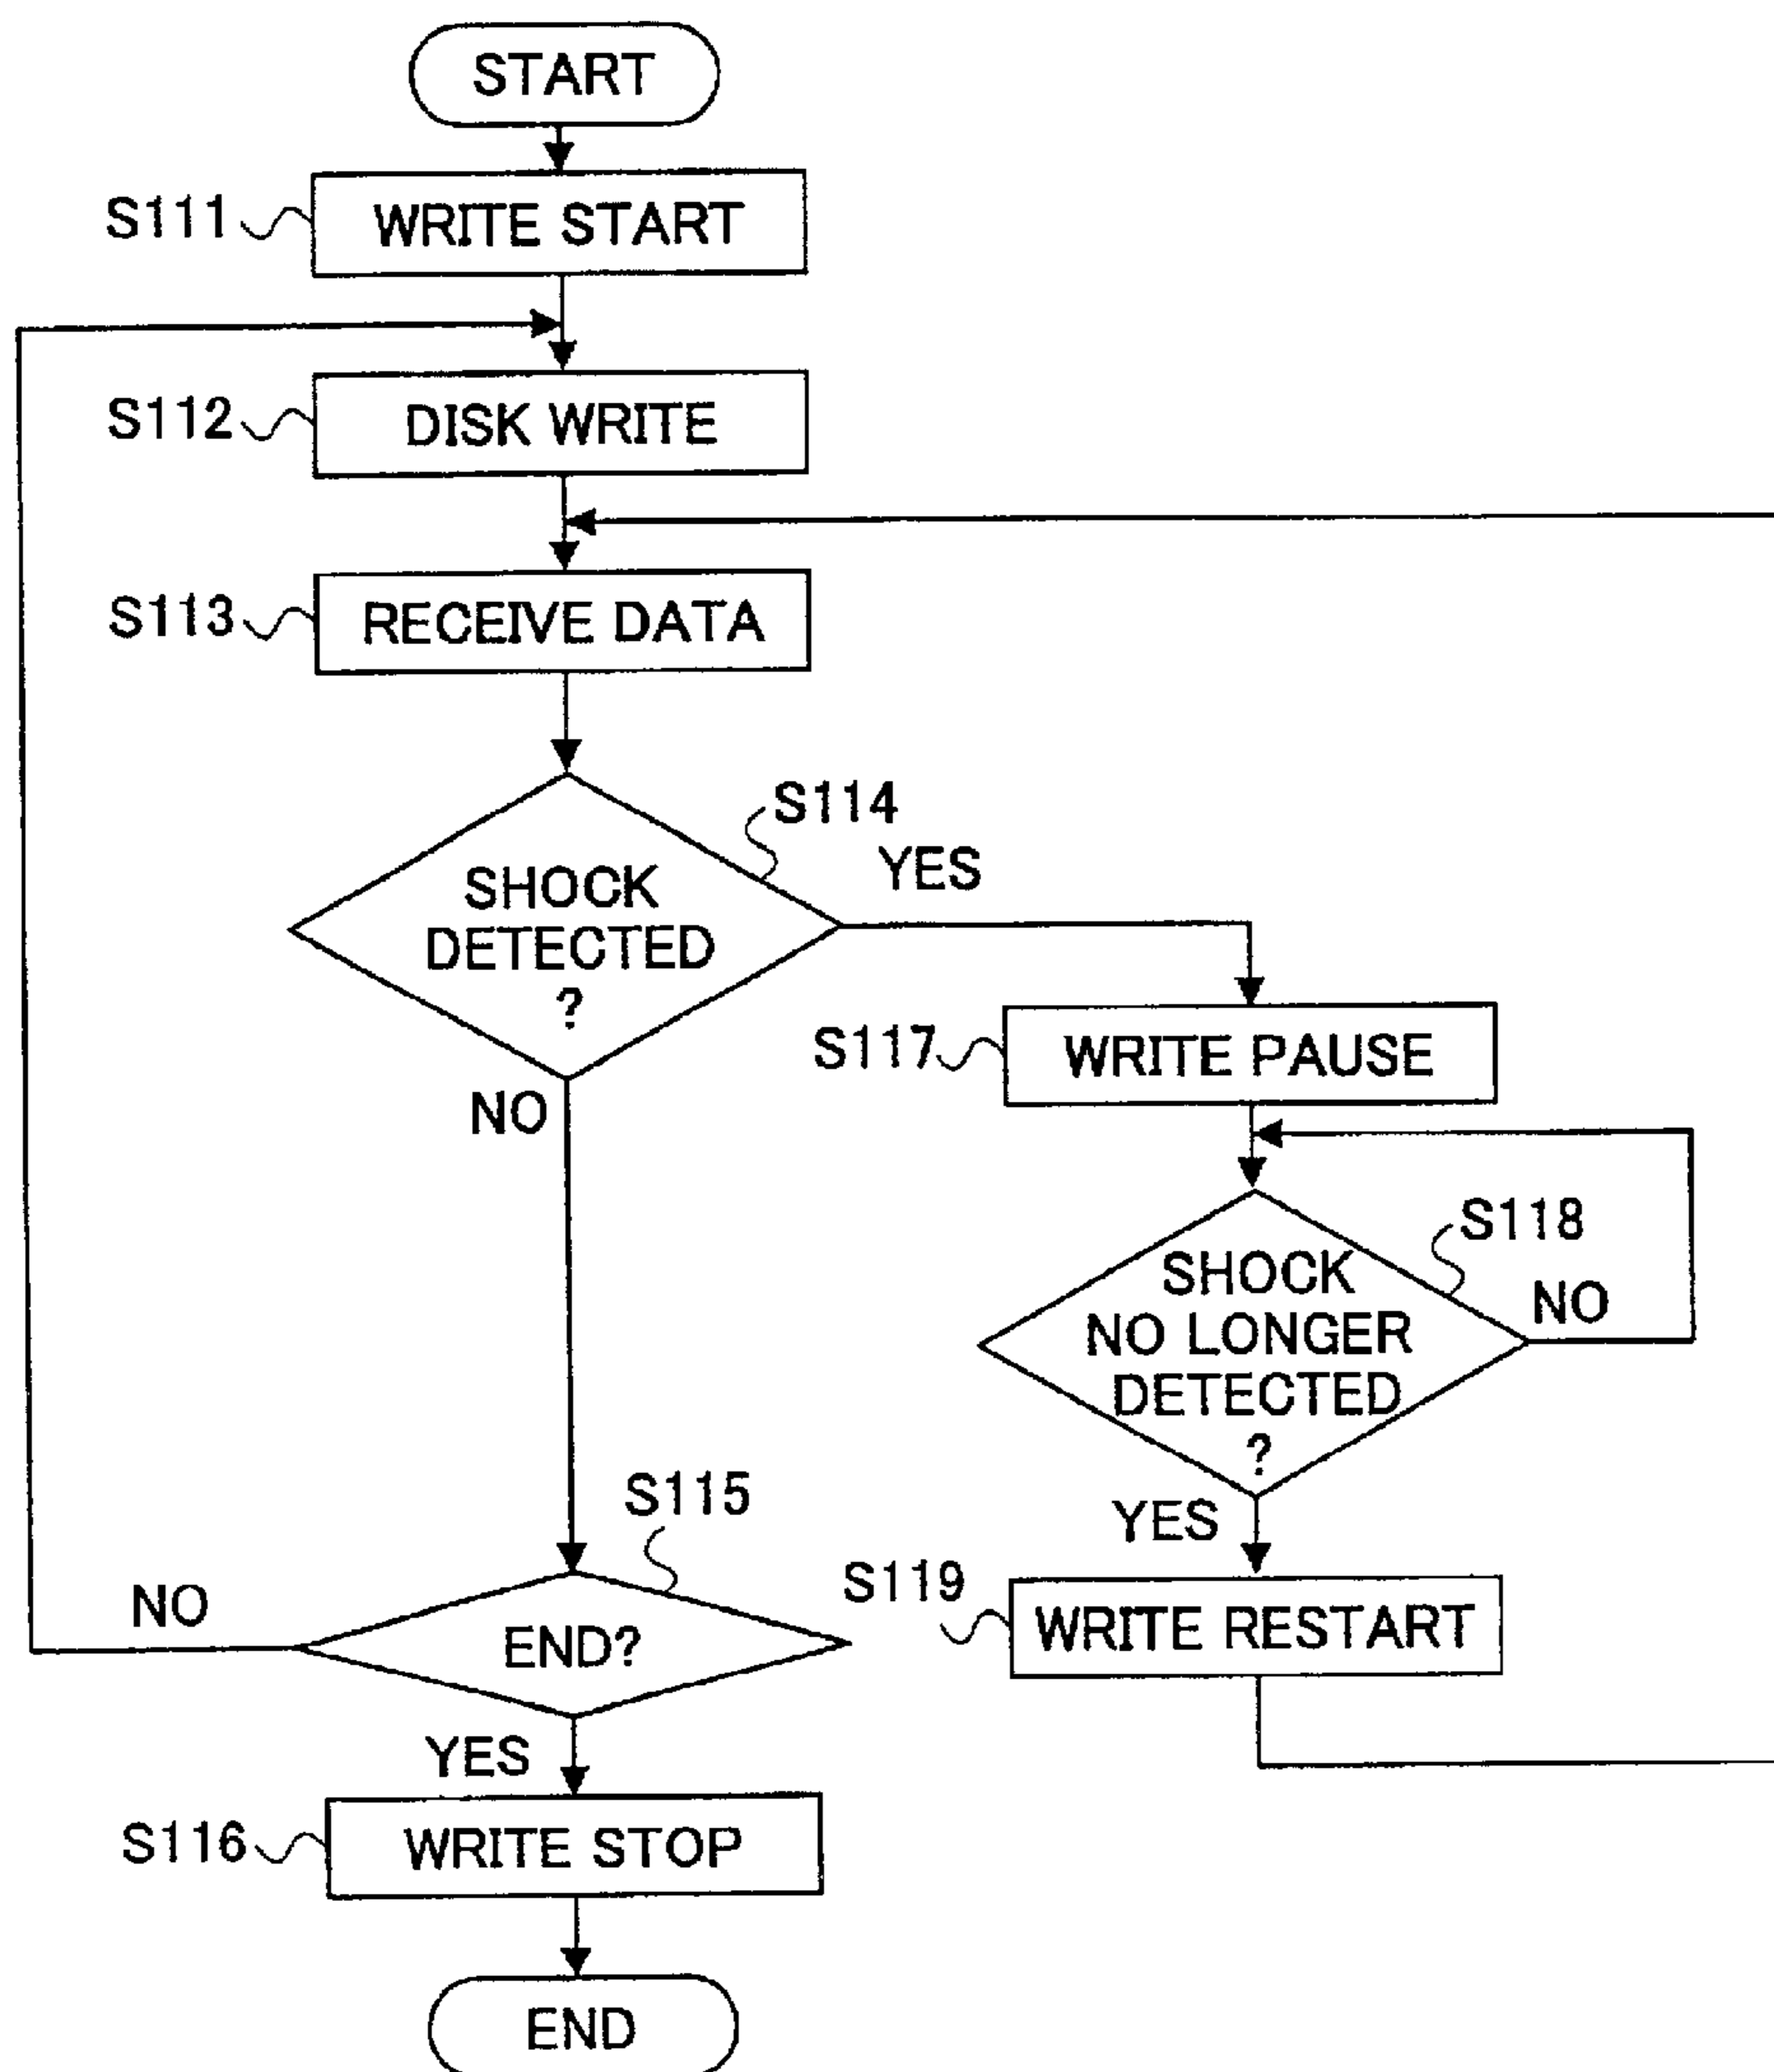 START
S111
WRITE START
S112
DISK WRITE
S113
RECEIVE DATA
S114
SHOCK
DETECTED
?
YES
NO
S117
WRITE PAUSE
S118
SHOCK
NO LONGER
DETECTED
?
NO
YES
S119
WRITE RESTART
S115
END?
NO
YES
S116
WRITE STOP
END